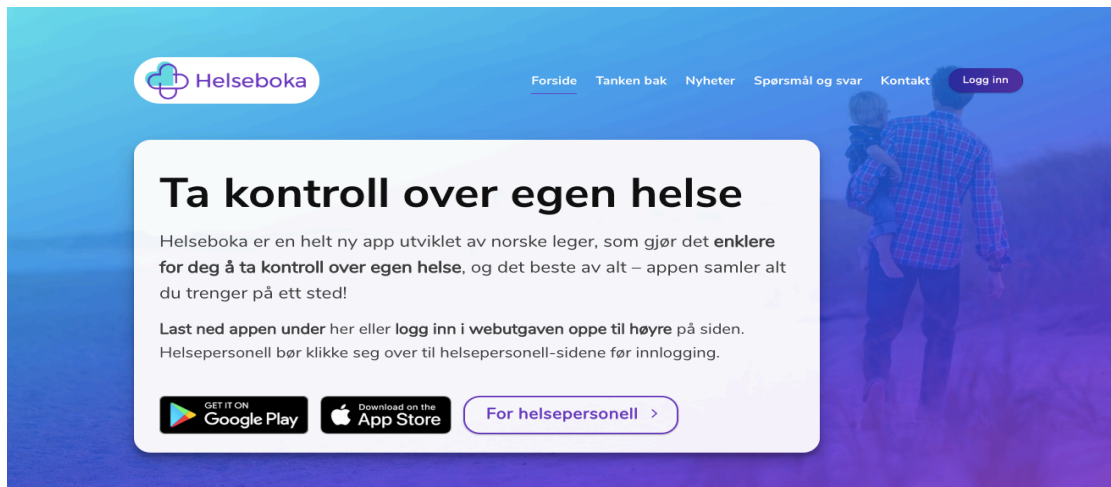 Helseboka
Forside Tanken bak Nyheter Spørsmål og svar Kontakt Logg inn
Ta kontroll over egen helse
Helseboka er en helt ny app utviklet av norske leger, som gjør det enklere
for deg å ta kontroll over egen helse, og det beste av alt – appen samler alt
du trenger på ett sted!
Last ned appen under her eller logg inn i webutgaven oppe til høyre på siden.
Helsepersonell bør klikke seg over til helsepersonell-sidene før innlogging.
GET IT ON
Google Play
Download on the
App Store
For helsepersonell